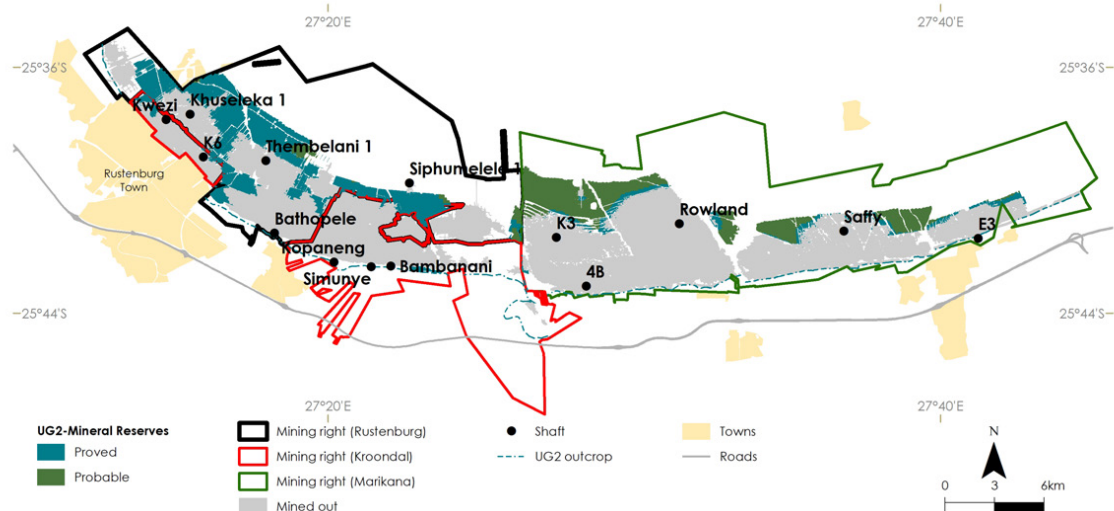 27°20'E
27°40'E
25°36'S
25°36'S
Khuseleka 1
Kwezi
K6
Thembelani 1
Rustenburg
Town
Siphumelele 1
Bathopele
K3
Rowland
Saffy
E3
Kopaneng
Simunye
Bambanani
4B
25°44'S
25°44'S
27°20'E
27°40'E
UG2-Mineral Reserves
Proved
Probable
Mining right (Rustenburg)
Mining right (Kroondal)
Mining right (Marikana)
Mined out
Shaft
UG2 outcrop
Towns
Roads
N
0 3 6km